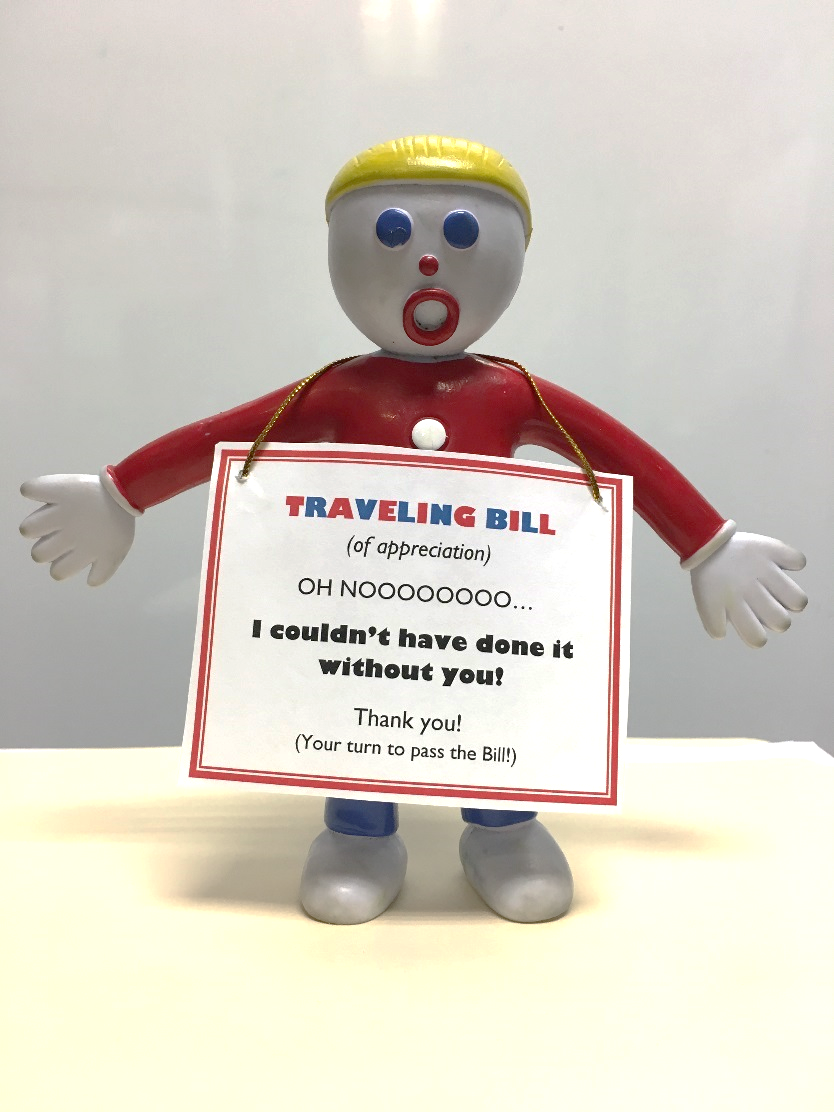 TRAVELING BILL
(of appreciation)
OH NOOOOOOOO...
I couldn't have done it
without you!
Thank you!
(Your turn to pass the Bill!)